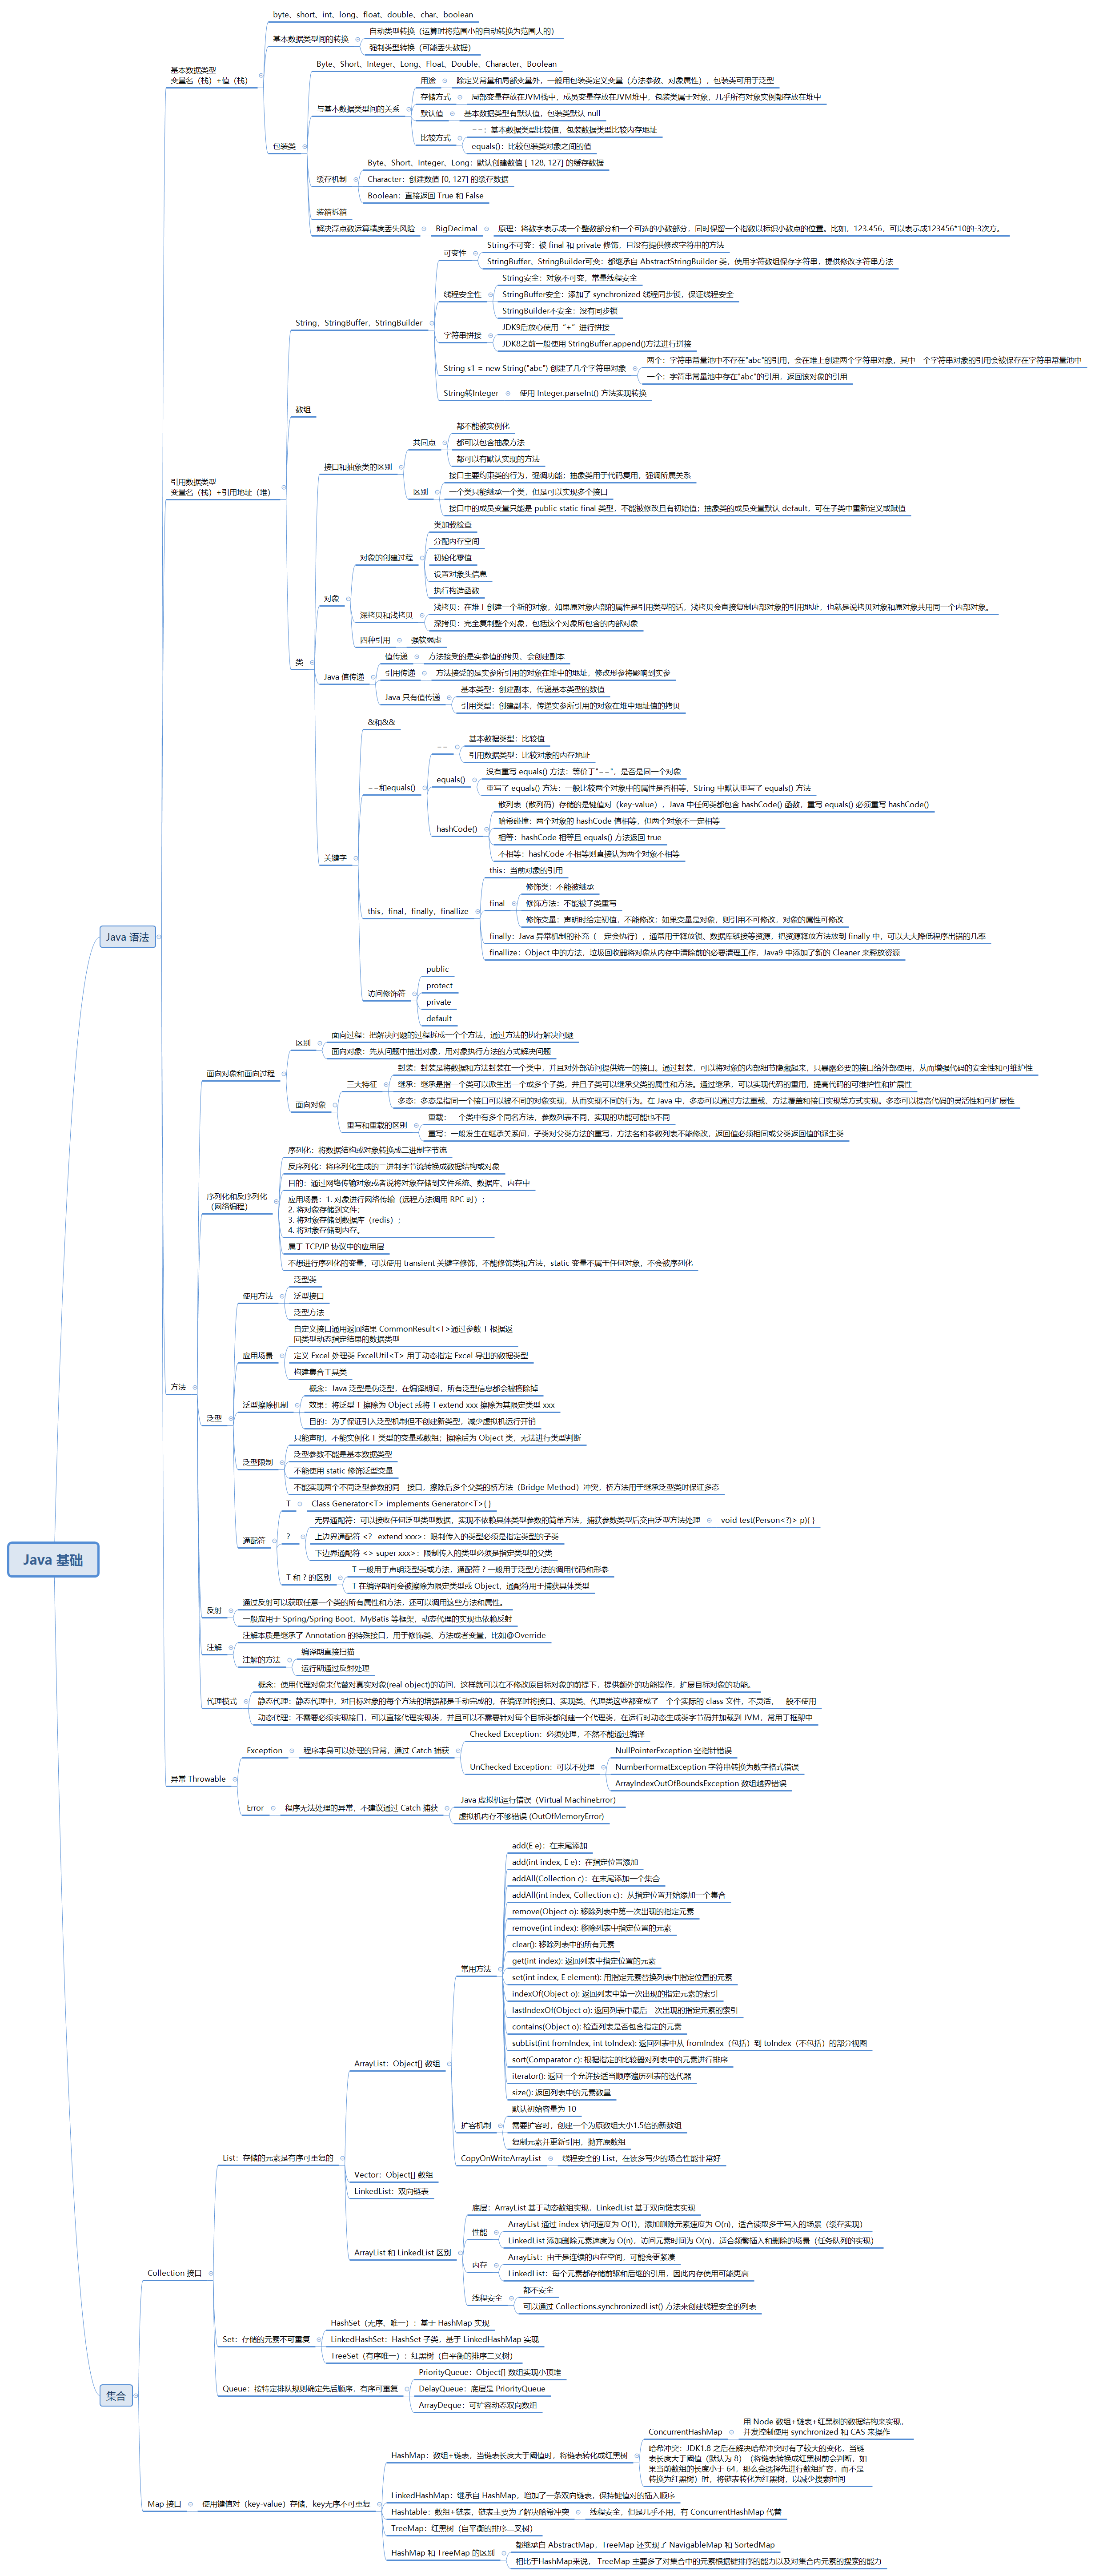 Java 基础
Java 语法
基本数据类型
变量名（栈）+值（栈）
byte、short、int、long、float、double、char、boolean
基本数据类型间的转换
自动类型转换（运算时将范围小的自动转换为范围大的）
强制类型转换（可能丢失数据）
包装类
Byte、Short、Integer、Long、Float、Double、Character、Boolean
与基本数据类型间的关系
用途
除定义常量和局部变量外，一般用包装类定义变量（方法参数、对象属性），包装类可用于泛型
存储方式
局部变量存放在JVM栈中，成员变量存放在JVM堆中，包装类属于对象，几乎所有对象实例都存放在堆中
默认值
基本数据类型有默认值，包装类默认 null
比较方式
==：基本数据类型比较值，包装数据类型比较内存地址
equals()：比较包装类对象之间的值
缓存机制
Byte、Short、Integer、Long：默认创建数值 [-128, 127] 的缓存数据
Character：创建数值 [0, 127] 的缓存数据
Boolean：直接返回 True 和 False
装箱拆箱
解决浮点数运算精度丢失风险
BigDecimal
原理：将数字表示成一个整数部分和一个可选的小数部分，同时保留一个指数以标识小数点的位置。比如，123.456，可以表示成123456*10的-3次方。
引用数据类型
变量名（栈）+引用地址（堆）
String，StringBuffer，StringBuilder
可变性
String不可变：被 final 和 private 修饰，且没有提供修改字符串的方法
StringBuffer、StringBuilder可变：都继承自 AbstractStringBuilder 类，使用字符数组保存字符串，提供修改字符串方法
线程安全性
String安全：对象不可变，常量线程安全
StringBuffer安全：添加了 synchronized 线程同步锁，保证线程安全
StringBuilder不安全：没有同步锁
字符串拼接
JDK9后放心使用“+”进行拼接
JDK8之前一般使用 StringBuffer.append()方法进行拼接
String s1 = new String("abc") 创建了几个字符串对象
两个：字符串常量池中不存在"abc"的引用，会在堆上创建两个字符串对象，其中一个字符串对象的引用会被保存在字符串常量池中
一个：字符串常量池中存在"abc"的引用，返回该对象的引用
String转Integer
使用 Integer.parseInt() 方法实现转换
数组
类
接口和抽象类的区别
共同点
都不能被实例化
都可以包含抽象方法
都可以有默认实现的方法
区别
接口主要约束类的行为，强调功能；抽象类用于代码复用，强调所属关系
一个类只能继承一个类，但是可以实现多个接口
接口中的成员变量只能是 public static final 类型，不能被修改且有初始值；抽象类的成员变量默认 default，可在子类中重新定义或赋值
对象
对象的创建过程
类加载检查
分配内存空间
初始化零值
设置对象头信息
执行构造函数
深拷贝和浅拷贝
浅拷贝：在堆上创建一个新的对象，如果原对象内部的属性是引用类型的话，浅拷贝会直接复制内部对象的引用地址，也就是说拷贝对象和原对象共用同一个内部对象。
深拷贝：完全复制整个对象，包括这个对象所包含的内部对象
四种引用
强软弱虚
Java 值传递
值传递
方法接受的是实参值的拷贝，会创建副本
引用传递
方法接受的是实参所引用的对象在堆中的地址，修改形参将影响到实参
Java 只有值传递
基本类型：创建副本，传递基本类型的数值
引用类型：创建副本，传递实参所引用的对象在堆中地址值的拷贝
关键字
&和&&
==和equals()
==
基本数据类型：比较值
引用数据类型：比较对象的内存地址
equals()
没有重写 equals() 方法：等价于"=="，是否是同一个对象
重写了 equals() 方法：一般比较两个对象中的属性是否相等，String 中默认重写了 equals() 方法
hashCode()
散列表（散列码）存储的是键值对（key-value），Java 中任何类都包含 hashCode() 函数，重写 equals() 必须重写 hashCode()
哈希碰撞：两个对象的 hashCode 值相等，但两个对象不一定相等
相等：hashCode 相等且 equals() 方法返回 true
不相等：hashCode 不相等则直接认为两个对象不相等
this，final，finally，finallize
this：当前对象的引用
final
修饰类：不能被继承
修饰方法：不能被子类重写
修饰变量：声明时给定初值，不能修改；如果变量是对象，则引用不可修改，对象的属性可修改
finally：Java 异常机制的补充（一定会执行），通常用于释放锁、数据库链接等资源，把资源释放方法放到 finally 中，可以大大降低程序出错的几率
finallize：Object 中的方法，垃圾回收器将对象从内存中清除前的必要清理工作，Java9 中添加了新的 Cleaner 来释放资源
访问修饰符
public
protect
private
default
方法
面向对象和面向过程
区别
面向过程：把解决问题的过程拆成一个个方法，通过方法的执行解决问题
面向对象：先从问题中抽出对象，用对象执行方法的方式解决问题
面向对象
三大特征
封装：封装是将数据和方法封装在一个类中，并且对外部访问提供统一的接口。通过封装，可以将对象的内部细节隐藏起来，只暴露必要的接口给外部使用，从而增强代码的安全性和可维护性
继承：继承是指一个类可以派生出一个或多个子类，并且子类可以继承父类的属性和方法。通过继承，可以实现代码的重用，提高代码的可维护性和扩展性
多态：多态是指同一个接口可以被不同的对象实现，从而实现不同的行为。在 Java 中，多态可以通过方法重载、方法覆盖和接口实现等方式实现。多态可以提高代码的灵活性和可扩展性
重写和重载的区别
重载：一个类中有多个同名方法，参数列表不同，实现的功能可能也不同
重写：一般发生在继承关系间，子类对父类方法的重写，方法名和参数列表不能修改，返回值必须相同或父类返回值的派生类
序列化和反序列化
（网络编程）
序列化：将数据结构或对象转换成二进制字节流
反序列化：将序列化生成的二进制字节流转换成数据结构或对象
目的：通过网络传输对象或者说将对象存储到文件系统、数据库、内存中
应用场景：1. 对象进行网络传输（远程方法调用 RPC 时）；
2. 将对象存储到文件；
3. 将对象存储到数据库（redis）；
4. 将对象存储到内存。
属于 TCP/IP 协议中的应用层
不想进行序列化的变量，可以使用 transient 关键字修饰，不能修饰类和方法，static 变量不属于任何对象，不会被序列化
泛型
使用方法
泛型类
泛型接口
泛型方法
应用场景
自定义接口通用返回结果 CommonResult<T>通过参数 T 根据返
回类型动态指定结果的数据类型
定义 Excel 处理类 ExcelUtil<T> 用于动态指定 Excel 导出的数据类型
构建集合工具类
泛型擦除机制
概念：Java 泛型是伪泛型，在编译期间，所有泛型信息都会被擦除掉
效果：将泛型 T 擦除为 Object 或将 T extend xxx 擦除为其限定类型 xxx
目的：为了保证引入泛型机制但不创建新类型，减少虚拟机运行开销
泛型限制
只能声明，不能实例化 T 类型的变量或数组；擦除后为 Object 类，无法进行类型判断
泛型参数不能是基本数据类型
不能使用 static 修饰泛型变量
不能实现两个不同泛型参数的同一接口，擦除后多个父类的桥方法（Bridge Method）冲突，桥方法用于继承泛型类时保证多态
通配符
T
Class Generator<T> implements Generator<T>{ }
？
无界通配符：可以接收任何泛型类型数据，实现不依赖具体类型参数的简单方法，捕获参数类型后交由泛型方法处理
void test(Person<?)> p){ }
上边界通配符 <？ extend xxx>：限制传入的类型必须是指定类型的子类
下边界通配符 <> super xxx>：限制传入的类型必须是指定类型的父类
T 和 ? 的区别
T 一般用于声明泛型类或方法，通配符 ? 一般用于泛型方法的调用代码和形参
T 在编译期间会被擦除为限定类型或 Object，通配符用于捕获具体类型
反射
通过反射可以获取任意一个类的所有属性和方法，还可以调用这些方法和属性。
一般应用于 Spring/Spring Boot，MyBatis 等框架，动态代理的实现也依赖反射
注解
注解本质是继承了 Annotation 的特殊接口，用于修饰类、方法或者变量，比如@Override
注解的方法
编译期直接扫描
运行期通过反射处理
代理模式
概念：使用代理对象来代替对真实对象(real object)的访问，这样就可以在不修改原目标对象的前提下，提供额外的功能操作，扩展目标对象的功能。
静态代理：静态代理中，对目标对象的每个方法的增强都是手动完成的，在编译时将接口、实现类、代理类这些都变成了一个个实际的 class 文件，不灵活，一般不使用
动态代理：不需要必须实现接口，可以直接代理实现类，并且可以不需要针对每个目标类都创建一个代理类，在运行时动态生成类字节码并加载到 JVM，常用于框架中
异常 Throwable
Exception
程序本身可以处理的异常，通过 Catch 捕获
Checked Exception：必须处理，不然不能通过编译
UnChecked Exception：可以不处理
NullPointerException 空指针错误
NumberFormatException 字符串转换为数字格式错误
ArrayIndexOutOfBoundsException 数组越界错误
Error
程序无法处理的异常，不建议通过 Catch 捕获
Java 虚拟机运行错误（Virtual MachineError）
虚拟机内存不够错误 (OutOfMemoryError)
集合
Collection 接口
List：存储的元素是有序可重复的
ArrayList：Object[] 数组
常用方法
add(E e)：在末尾添加
add(int index, E e)：在指定位置添加
addAll(Collection c)：在末尾添加一个集合
addAll(int index, Collection c)：从指定位置开始添加一个集合
remove(Object o): 移除列表中第一次出现的指定元素
remove(int index): 移除列表中指定位置的元素
clear(): 移除列表中的所有元素
get(int index): 返回列表中指定位置的元素
set(int index, E element): 用指定元素替换列表中指定位置的元素
indexOf(Object o): 返回列表中第一次出现的指定元素的索引
lastIndexOf(Object o): 返回列表中最后一次出现的指定元素的索引
contains(Object o): 检查列表是否包含指定的元素
subList(int fromIndex, int toIndex): 返回列表中从 fromIndex（包括）到 toIndex（不包括）的部分视图
sort(Comparator c): 根据指定的比较器对列表中的元素进行排序
iterator(): 返回一个允许按适当顺序遍历列表的迭代器
size(): 返回列表中的元素数量
扩容机制
默认初始容量为 10
需要扩容时，创建一个为原数组大小1.5倍的新数组
复制元素并更新引用，抛弃原数组
CopyOnWriteArrayList
线程安全的 List，在读多写少的场合性能非常好
Vector：Object[] 数组
LinkedList：双向链表
ArrayList 和 LinkedList 区别
底层：ArrayList 基于动态数组实现，LinkedList 基于双向链表实现
性能
ArrayList 通过 index 访问速度为 O(1)，添加删除元素速度为 O(n)，适合读取多于写入的场景（缓存实现）
LinkedList 添加删除元素速度为 O(n)，访问元素时间为 O(n)，适合频繁插入和删除的场景（任务队列的实现）
内存
ArrayList：由于是连续的内存空间，可能会更紧凑
LinkedList：每个元素都存储前驱和后继的引用，因此内存使用可能更高
线程安全
都不安全
可以通过 Collections.synchronizedList() 方法来创建线程安全的列表
Set：存储的元素不可重复
HashSet（无序、唯一）：基于 HashMap 实现
LinkedHashSet：HashSet 子类，基于 LinkedHashMap 实现
TreeSet（有序唯一）：红黑树（自平衡的排序二叉树）
Queue：按特定排队规则确定先后顺序，有序可重复
PriorityQueue：Object[] 数组实现小顶堆
DelayQueue：底层是 PriorityQueue
ArrayDeque：可扩容动态双向数组
Map 接口
使用键值对（key-value）存储，key无序不可重复
HashMap：数组+链表，当链表长度大于阈值时，将链表转化成红黑树
ConcurrentHashMap
用 Node 数组+链表+红黑树的数据结构来实现，
并发控制使用 synchronized 和 CAS 来操作
哈希冲突：JDK1.8 之后在解决哈希冲突时有了较大的变化，当链
表长度大于阈值（默认为 8）（将链表转换成红黑树前会判断，如
果当前数组的长度小于 64，那么会选择先进行数组扩容，而不是
转换为红黑树）时，将链表转化为红黑树，以减少搜索时间
LinkedHashMap：继承自 HashMap，增加了一条双向链表，保持键值对的插入顺序
Hashtable：数组+链表，链表主要为了解决哈希冲突
线程安全，但是几乎不用，有 ConcurrentHashMap 代替
TreeMap：红黑树（自平衡的排序二叉树）
HashMap 和 TreeMap 的区别
都继承自 AbstractMap，TreeMap 还实现了 NavigableMap 和 SortedMap
相比于HashMap来说， TreeMap 主要多了对集合中的元素根据键排序的能力以及对集合内元素的搜索的能力